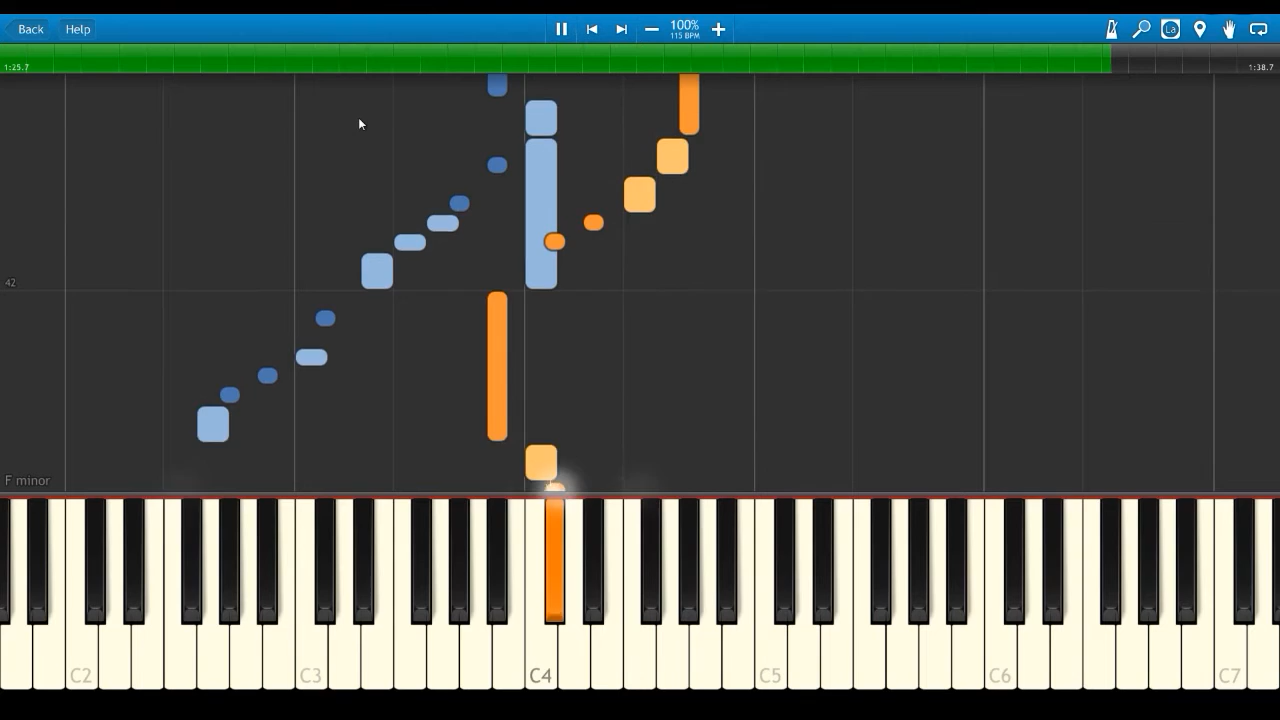 Back Help 100%
115 BPM
La
1:25.7 1:38.7
42
F minor
C2 C3 C4 C5 C6 C7